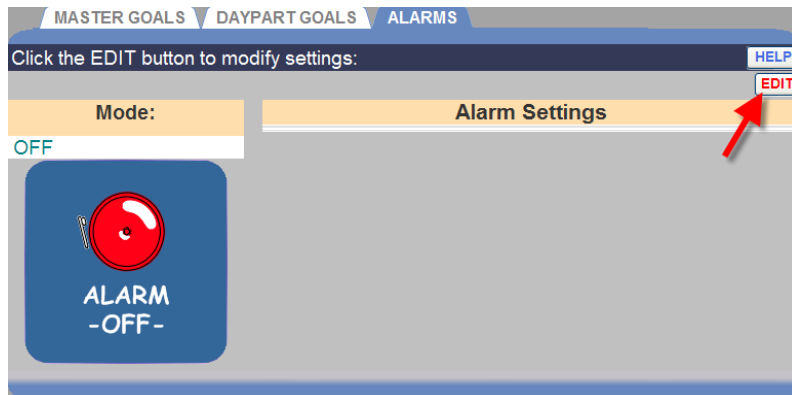 MASTER GOALS DAYPART GOALS ALARMS
Click the EDIT button to modify settings: HELP
EDIT
Mode: Alarm Settings
OFF
ALARM
-OFF-